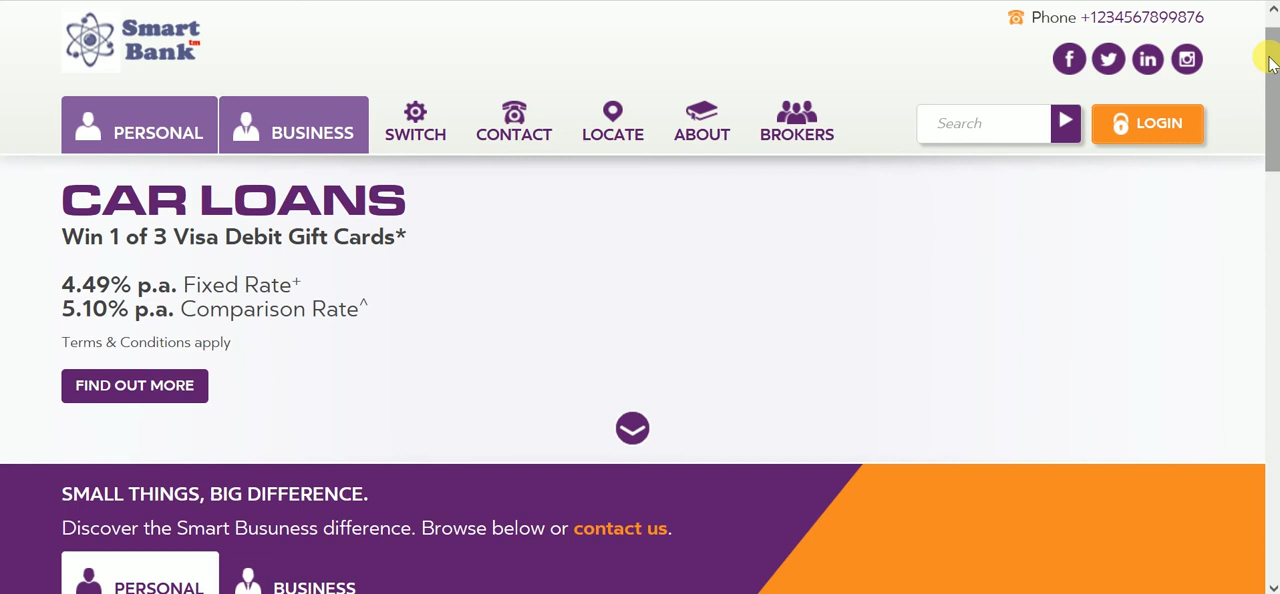 Smart
Bank tm
Phone +1234567899876
PERSONAL
BUSINESS
SWITCH
CONTACT
LOCATE
ABOUT
BROKERS
Search
LOGIN
CAR LOANS
Win 1 of 3 Visa Debit Gift Cards*
4.49% p.a. Fixed Rate+
5.10% p.a. Comparison Rate^
Terms & Conditions apply
FIND OUT MORE
SMALL THINGS, BIG DIFFERENCE.
Discover the Smart Busuness difference. Browse below or contact us.
PERSONAL
BUSINESS